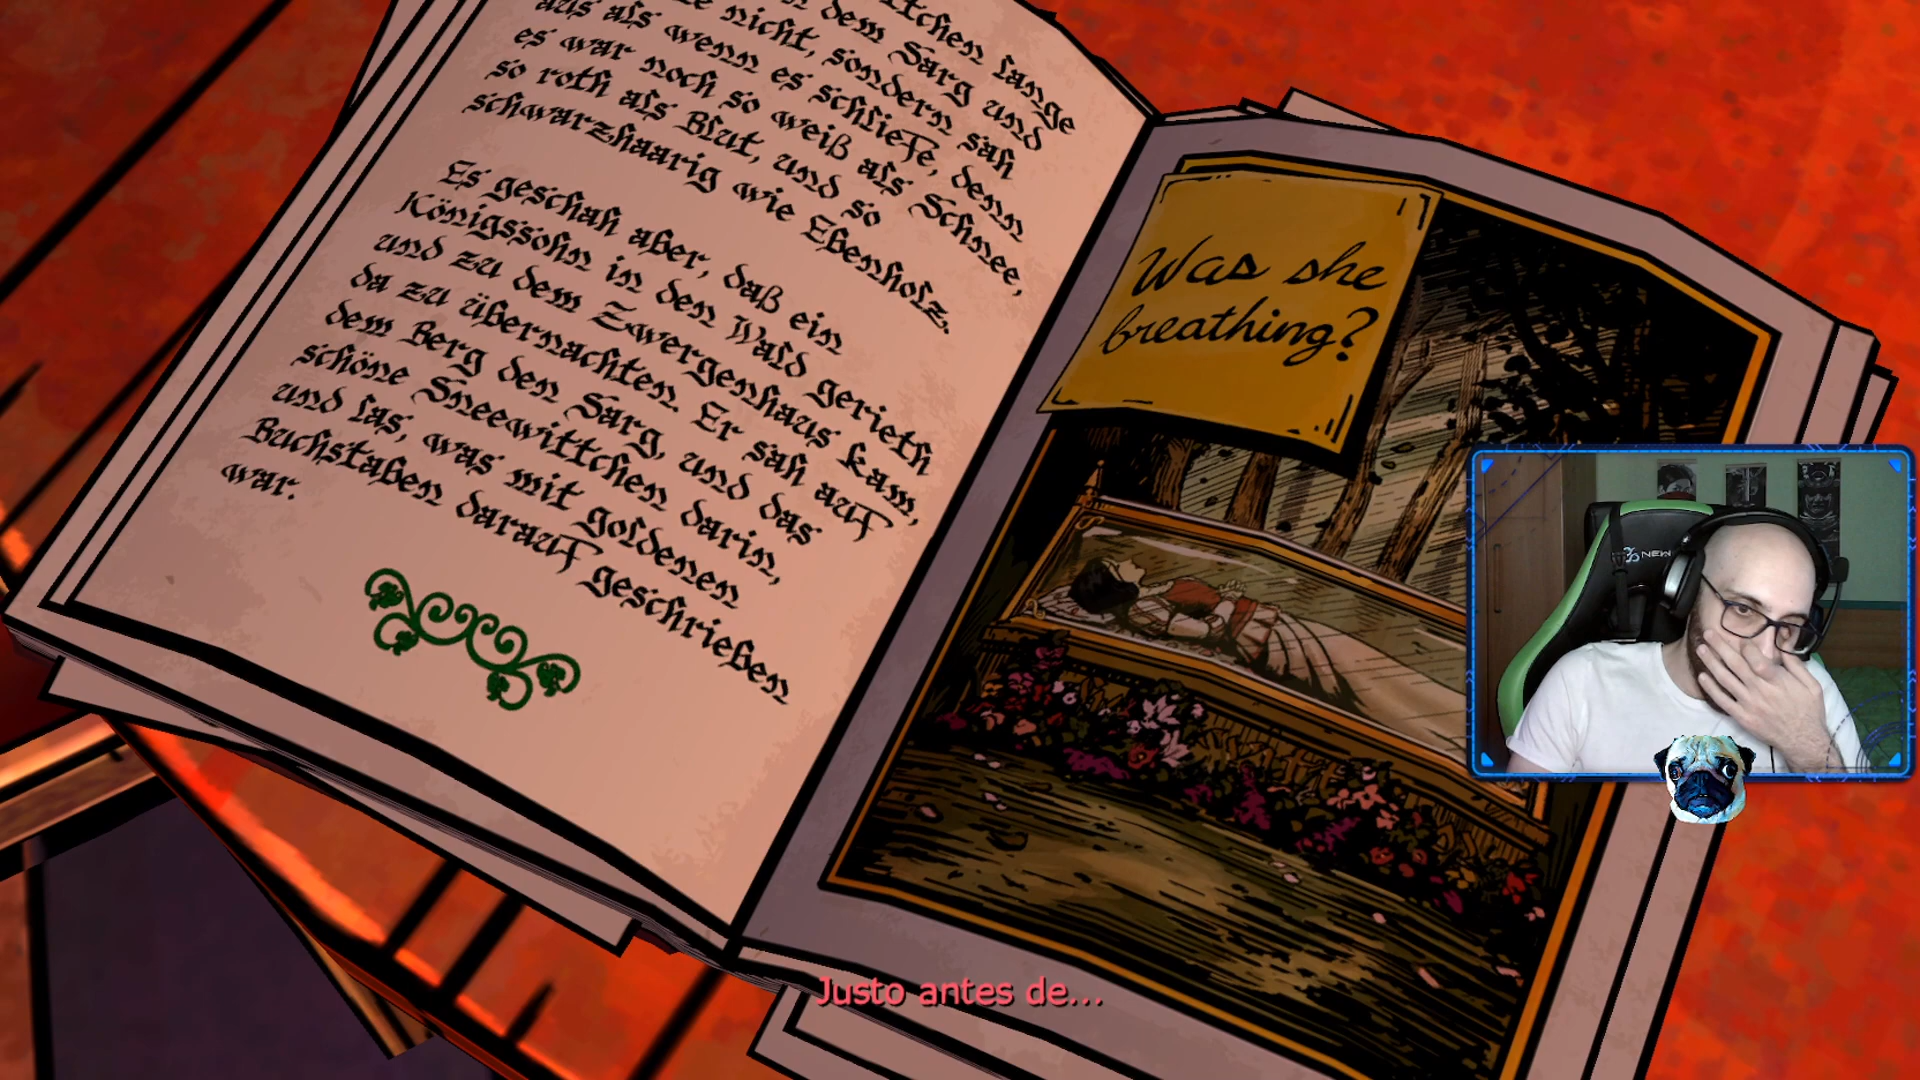 dem Sarg und
nicht, sondern sah
aus als wenn es schliefe, denn
es war noch so weiß als Schnee,
so roth als Blut, und so
schwarzhaarig wie Ebenholz.
Es geschah aber, daß ein
Königssohn in den Wald gerieth
und zu dem Zwergenhaus kam,
da zu übernachten. Er sah auf
dem Berg den Sarg, und das
schöne Sneewittchen darin,
und las, was mit goldenen
Buchstaben darauf geschrieben
war.
Was she
breathing?
NEW
Justo antes de...